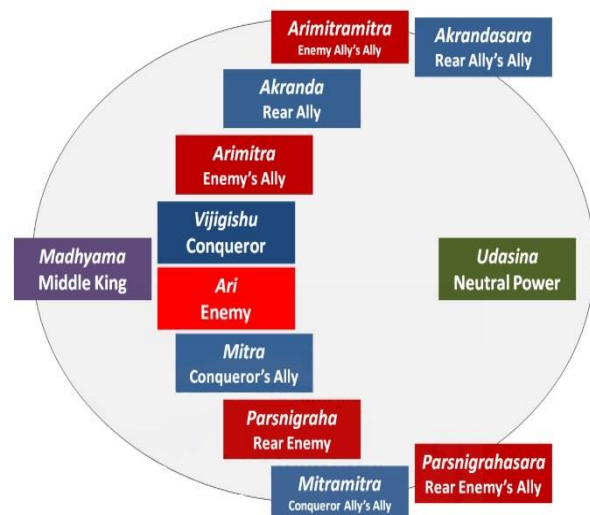 Arimitramitra
Enemy Ally's Ally
Akrandasara
Rear Ally's Ally
Akranda
Rear Ally
Arimitra
Enemy's Ally
Vijigishu
Conqueror
Madhyama
Middle King
Udasina
Neutral Power
Ari
Enemy
Mitra
Conqueror's Ally
Parsnigraha
Rear Enemy
Parsnigrahasara
Rear Enemy's Ally
Mitramitra
Conqueror Ally's Ally